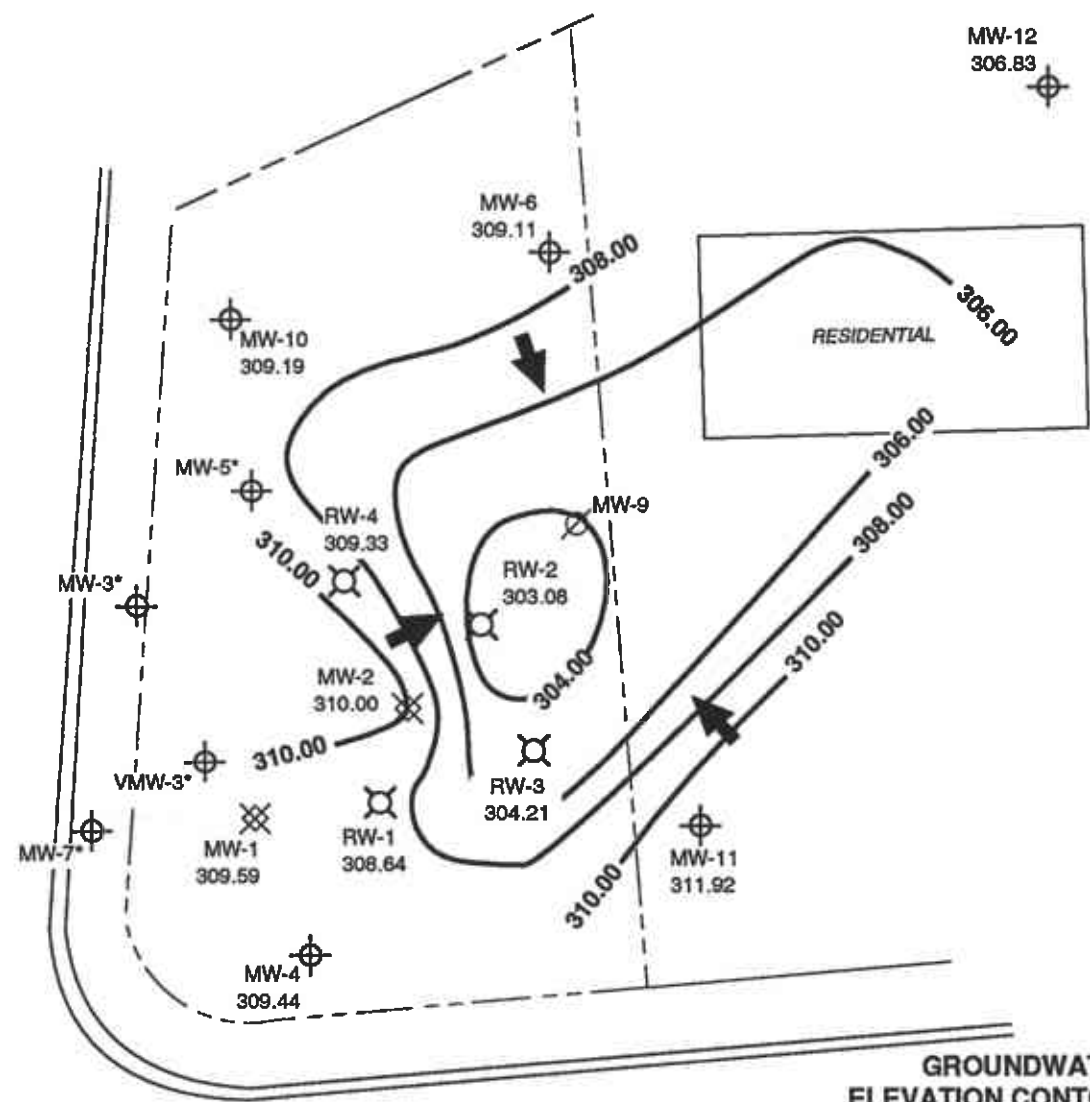 MW-12
306.83
MW-6
309.11
308.00
MW-10
309.19
306.00
RESIDENTIAL
MW-5*
RW-4
309.33
MW-9
306.00
308.00
310.00
MW-3*
RW-2
303.08
304.00
310.00
MW-2
310.00
310.00
VMW-3*
RW-3
304.21
MW-7*
MW-1
309.59
RW-1
308.64
MW-11
311.92
310.00
MW-4
309.44
GROUNDWAT
ELEVATION CONTO